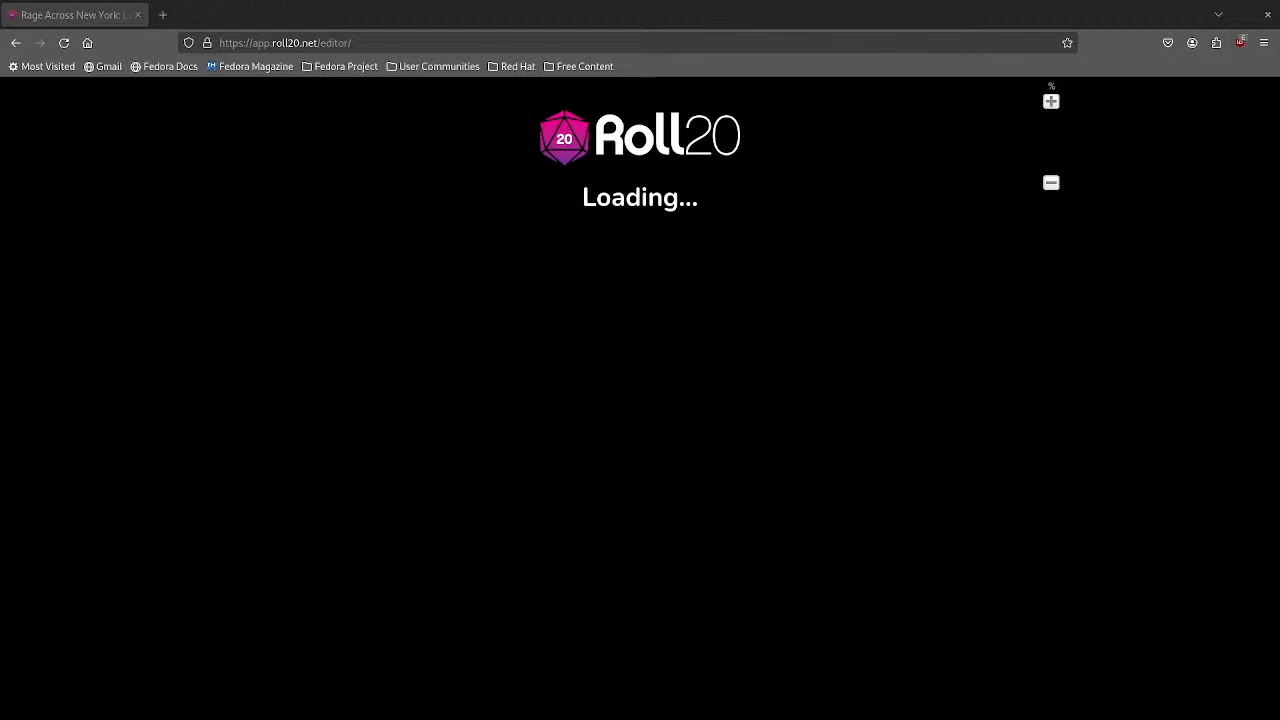 Rage Across New York: L
https://app.roll20.net/editor/
Most Visited
Gmail
Fedora Docs
Fedora Magazine
Fedora Project
User Communities
Red Hat
Free Content
%
20 Roll20
Loading...